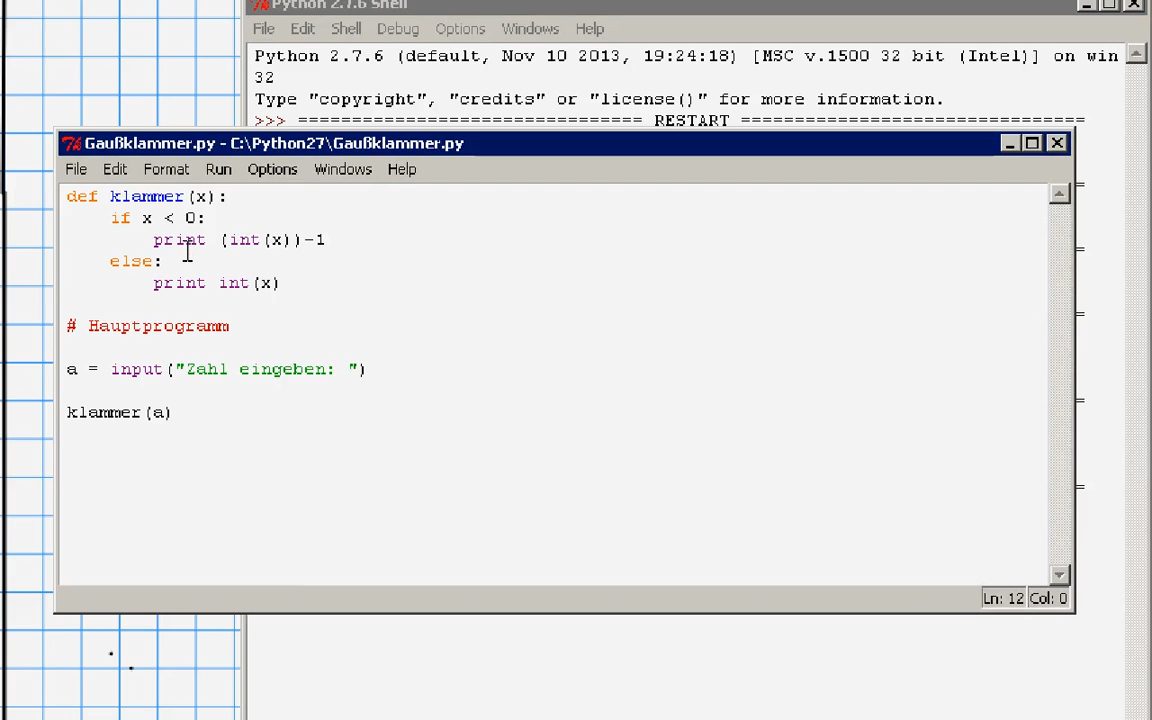 Python 2.7.6 Shell
File Edit Shell Debug Options Windows Help
Python 2.7.6 (default, Nov 10 2013, 19:24:18) [MSC v.1500 32 bit (Intel)] on win
32
Type "copyright", "credits" or "license()" for more information.
>>> ================================ RESTART ================================
Gaußklammer.py - C:\Python27\Gaußklammer.py
File Edit Format Run Options Windows Help
def klammer(x):
    if x < 0:
        print (int(x))-1
    else:
        print int(x)
# Hauptprogramm
a = input("Zahl eingeben: ")
klammer(a)
Ln: 12 Col: 0